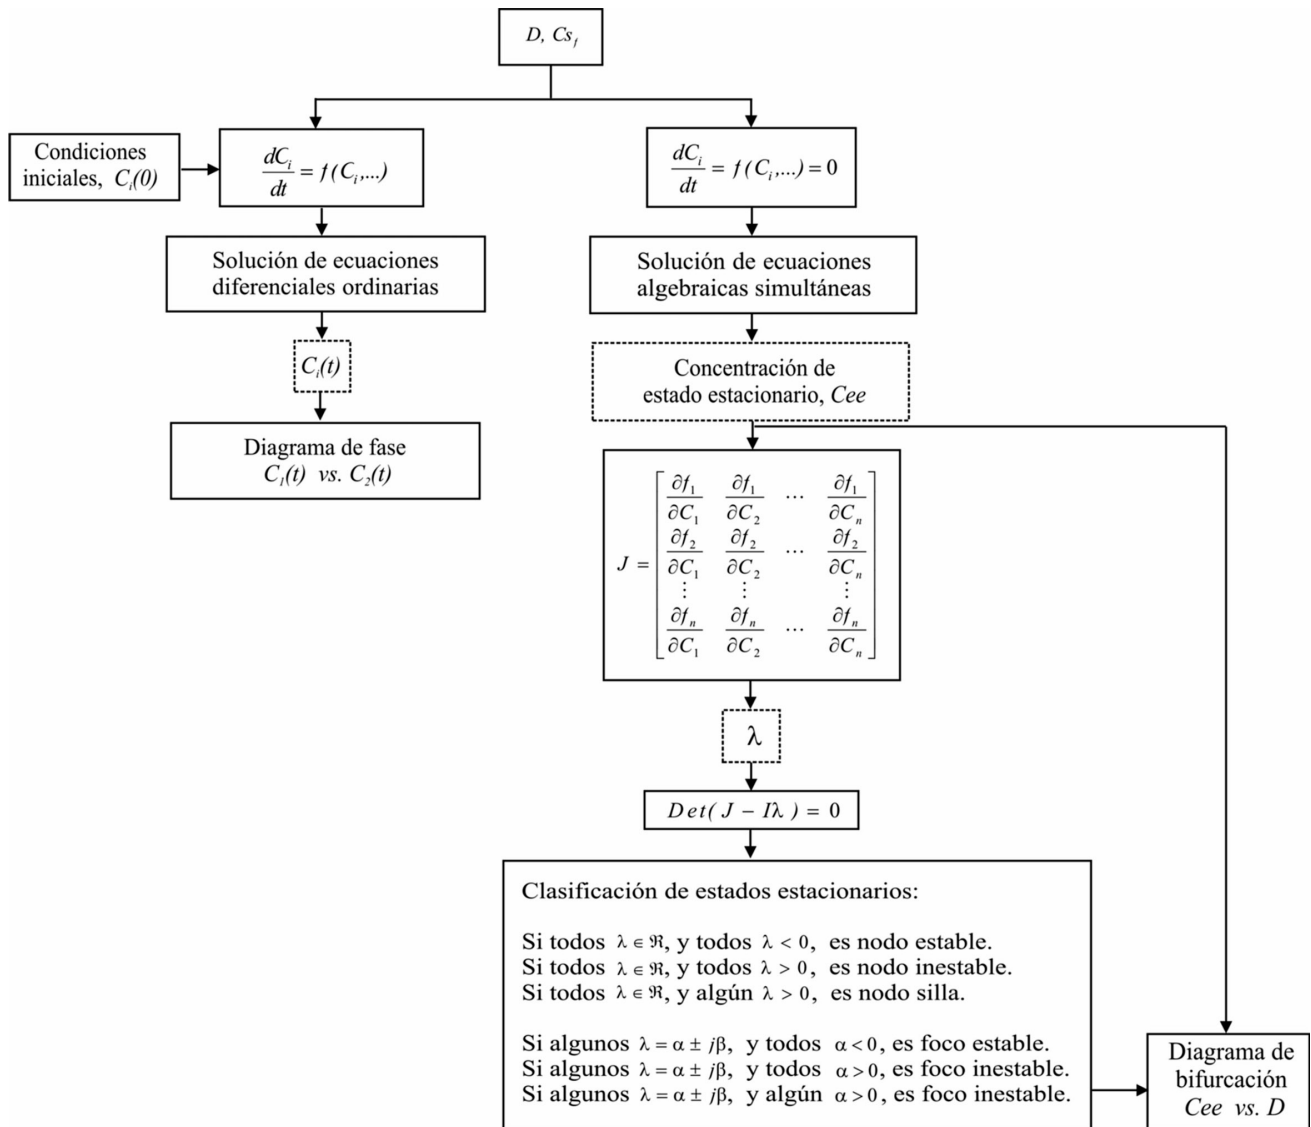 D, Cs_f
Condiciones
iniciales, C_i(0)
dC_i/dt = f(C_i,...)
dC_i/dt = f(C_i,...) = 0
Solución de ecuaciones
diferenciales ordinarias
Solución de ecuaciones
algebraicas simultáneas
C_i(t)
Concentración de
estado estacionario, Cee
Diagrama de fase
C_1(t) vs. C_2(t)
J = [ ∂f_1/∂C_1 ∂f_1/∂C_2 ⋯ ∂f_1/∂C_n
∂f_2/∂C_1 ∂f_2/∂C_2 ⋯ ∂f_2/∂C_n
⋮ ⋮ ⋮
∂f_n/∂C_1 ∂f_n/∂C_2 ⋯ ∂f_n/∂C_n ]
λ
Det( J − Iλ ) = 0
Clasificación de estados estacionarios:
Si todos λ ∈ ℜ, y todos λ < 0, es nodo estable.
Si todos λ ∈ ℜ, y todos λ > 0, es nodo inestable.
Si todos λ ∈ ℜ, y algún λ > 0, es nodo silla.
Si algunos λ = α ± jβ, y todos α < 0, es foco estable.
Si algunos λ = α ± jβ, y todos α > 0, es foco inestable.
Si algunos λ = α ± jβ, y algún α > 0, es foco inestable.
Diagrama de
bifurcación
Cee vs. D